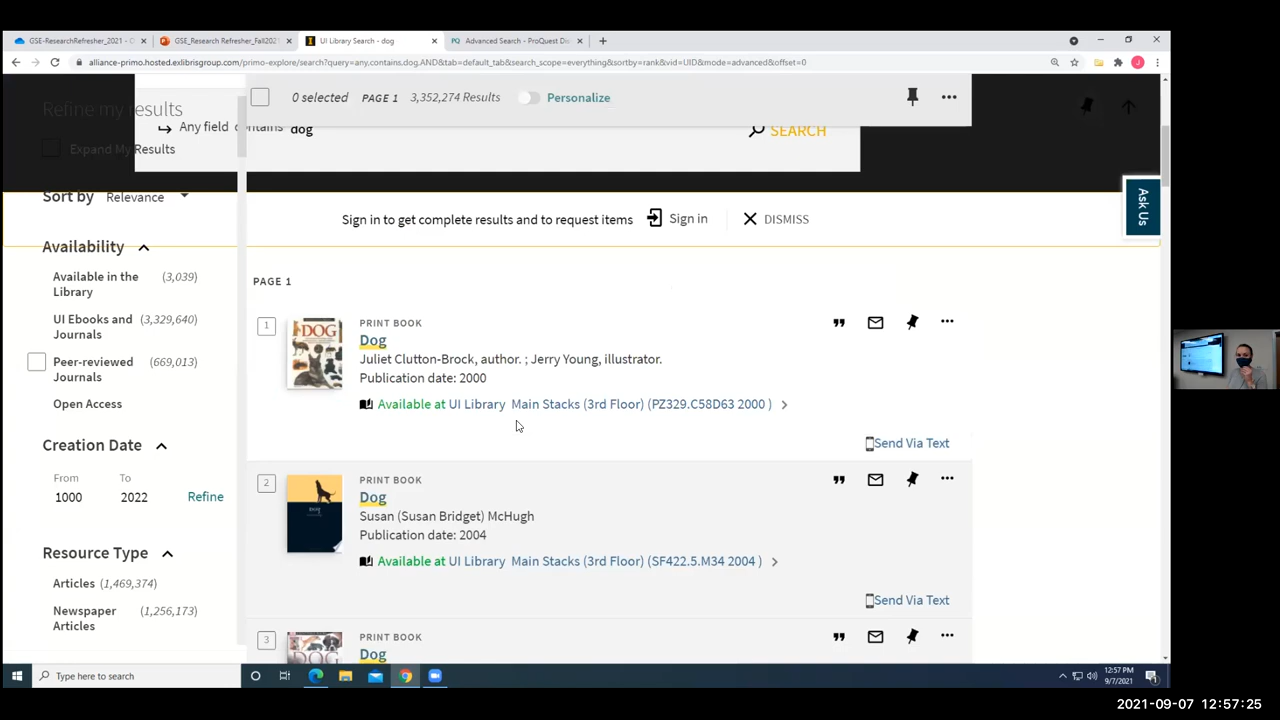 GSE-ResearchRefresher_2021 - O
GSE_Research Refresher_Fall2021
UI Library Search - dog
Advanced Search - ProQuest Dis
alliance-primo.hosted.exlibrisgroup.com/primo-explore/search?query=any,contains,dog,AND&tab=default_tab&search_scope=everything&sortby=rank&vid=UID&mode=advanced&offset=0
Refine my results
0 selected PAGE 1 3,352,274 Results Personalize
Any field contains dog SEARCH
Expand My Results
Sort by Relevance
Sign in to get complete results and to request items Sign in DISMISS
Ask Us
Availability
Available in the (3,039)
Library
UI Ebooks and (3,329,640)
Journals
Peer-reviewed (669,013)
Journals
Open Access
Creation Date
From To
1000 2022 Refine
Resource Type
Articles (1,469,374)
Newspaper (1,256,173)
Articles
PAGE 1
1
PRINT BOOK
DOG
Dog
Juliet Clutton-Brock, author. ; Jerry Young, illustrator.
Publication date: 2000
Available at UI Library Main Stacks (3rd Floor) (PZ329.C58D63 2000 )
Send Via Text
2
PRINT BOOK
Dog
Susan (Susan Bridget) McHugh
Publication date: 2004
Available at UI Library Main Stacks (3rd Floor) (SF422.5.M34 2004 )
Send Via Text
3
PRINT BOOK
DOG
Dog
Type here to search
12:57 PM
9/7/2021
2021-09-07 12:57:25